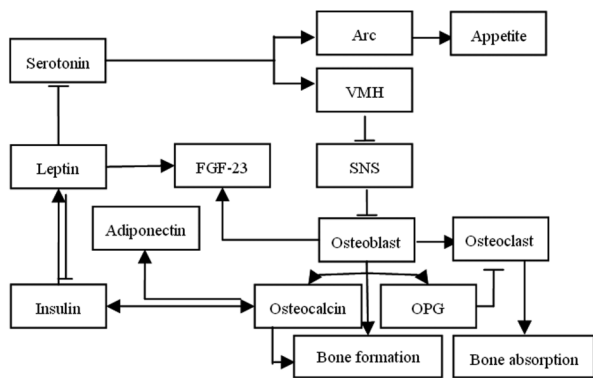 Arc
Appetite
Serotonin
VMH
Leptin
FGF-23
SNS
Adiponectin
Osteoblast
Osteoclast
Insulin
Osteocalcin
OPG
Bone formation
Bone absorption